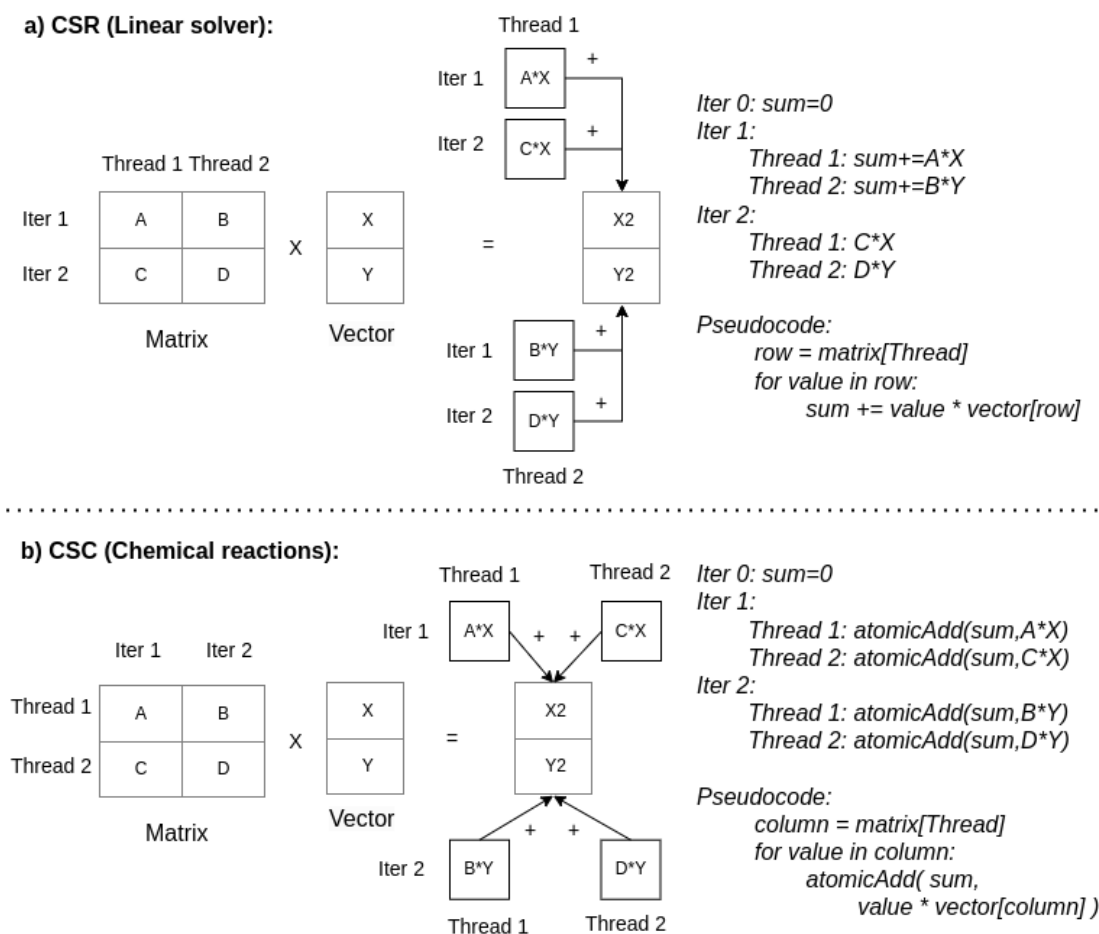 a) CSR (Linear solver):
Thread 1
Iter 1
A*X
+
Iter 2
C*X
+
Thread 1 Thread 2
Iter 1
A
B
Iter 2
C
D
Matrix
X
X
Y
Vector
=
X2
Y2
Iter 1
B*Y
+
Iter 2
D*Y
+
Thread 2
Iter 0: sum=0
Iter 1:
Thread 1: sum+=A*X
Thread 2: sum+=B*Y
Iter 2:
Thread 1: C*X
Thread 2: D*Y
Pseudocode:
row = matrix[Thread]
for value in row:
sum += value * vector[row]
b) CSC (Chemical reactions):
Thread 1
Thread 2
Iter 1
A*X
+ +
C*X
Iter 1
Iter 2
Thread 1
A
B
Thread 2
C
D
Matrix
X
X
Y
Vector
=
X2
Y2
+ +
Iter 2
B*Y
D*Y
Thread 1
Thread 2
Iter 0: sum=0
Iter 1:
Thread 1: atomicAdd(sum,A*X)
Thread 2: atomicAdd(sum,C*X)
Iter 2:
Thread 1: atomicAdd(sum,B*Y)
Thread 2: atomicAdd(sum,D*Y)
Pseudocode:
column = matrix[Thread]
for value in column:
atomicAdd( sum,
value * vector[column] )